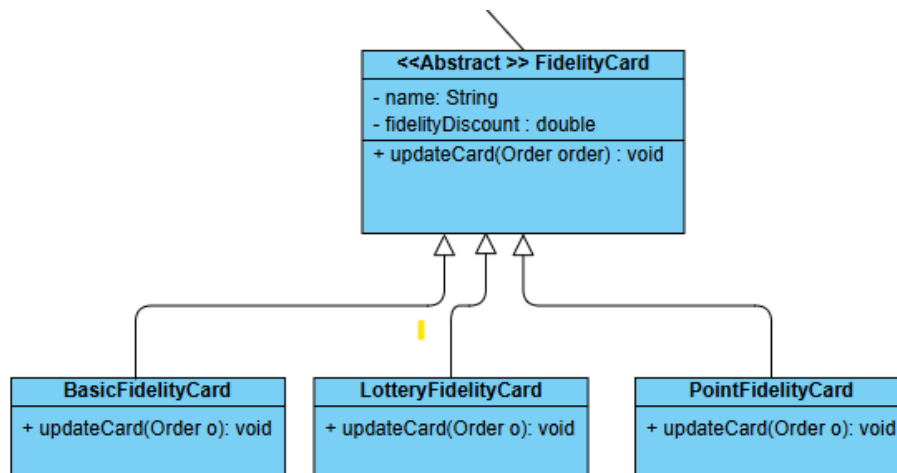 <<Abstract >> FidelityCard
- name: String
- fidelityDiscount : double
+ updateCard(Order order) : void
BasicFidelityCard
+ updateCard(Order o): void
LotteryFidelityCard
+ updateCard(Order o): void
PointFidelityCard
+ updateCard(Order o): void